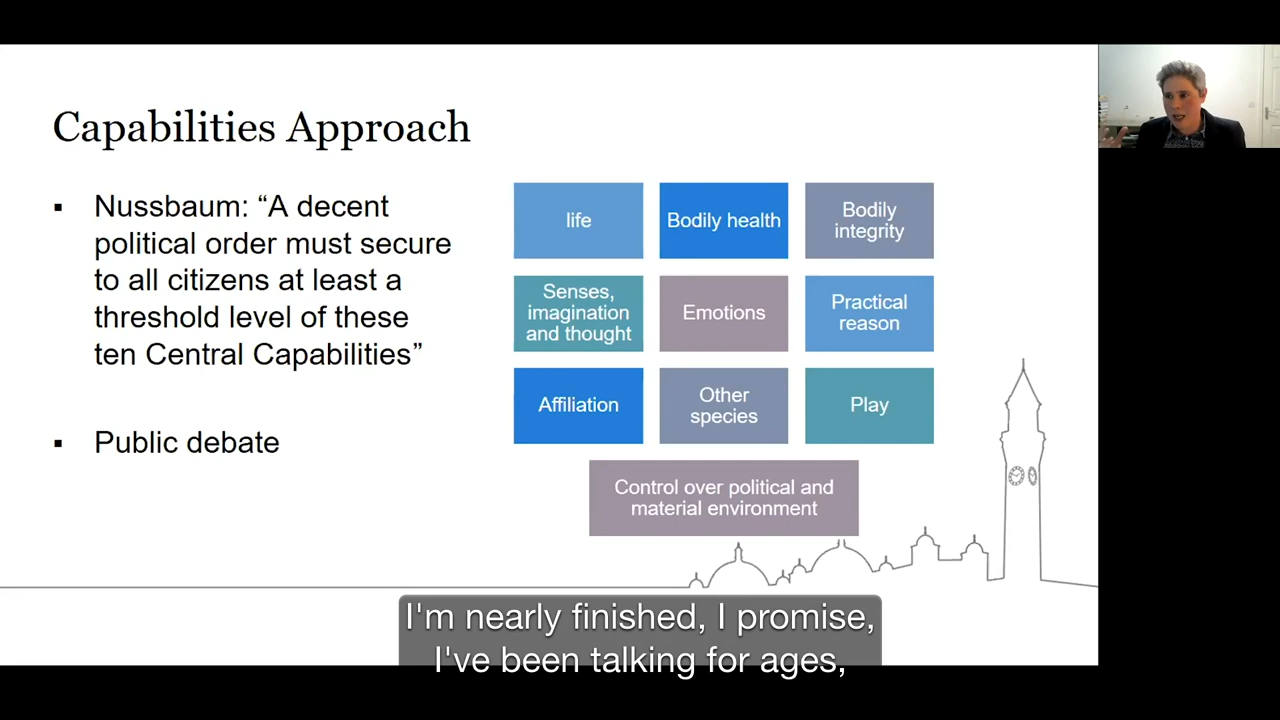 Capabilities Approach
▪ Nussbaum: “A decent
political order must secure
to all citizens at least a
threshold level of these
ten Central Capabilities”
▪ Public debate
life
Bodily health
Bodily
integrity
Senses,
imagination
and thought
Emotions
Practical
reason
Affiliation
Other
species
Play
Control over political and
material environment
I'm nearly finished, I promise,
I've been talking for ages,